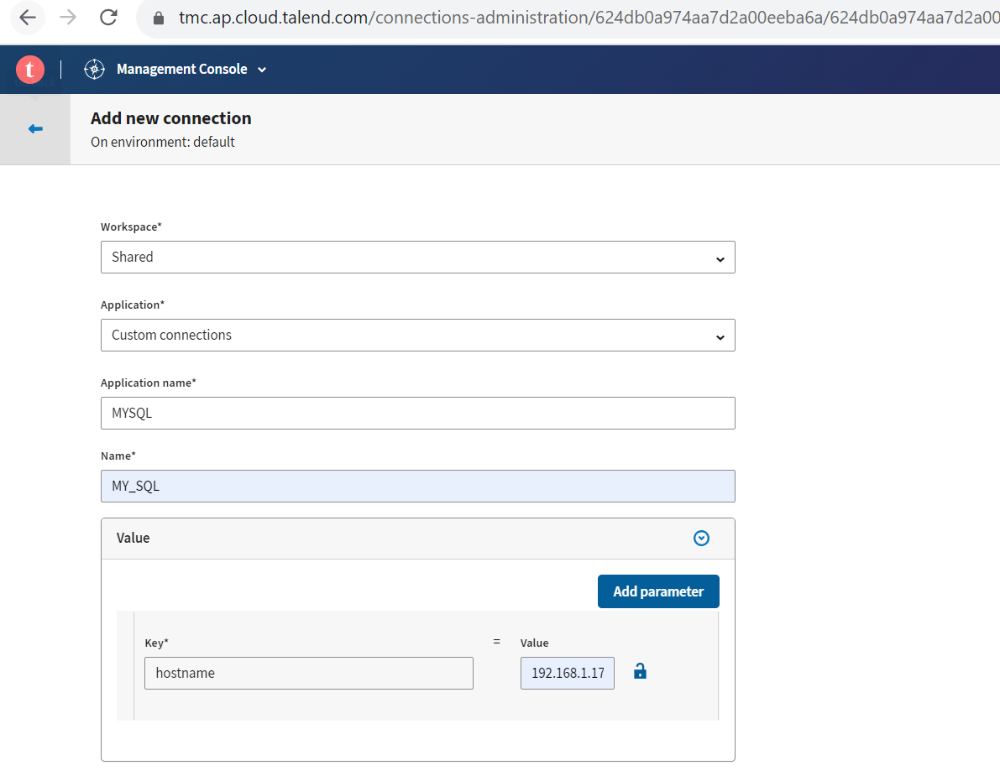 tmc.ap.cloud.talend.com/connections-administration/624db0a974aa7d2a00eeba6a/624db0a974aa7d2a00
t
Management Console
Add new connection
On environment: default
Workspace*
Shared
Application*
Custom connections
Application name*
MYSQL
Name*
MY_SQL
Value
Add parameter
Key* = Value
hostname 192.168.1.17